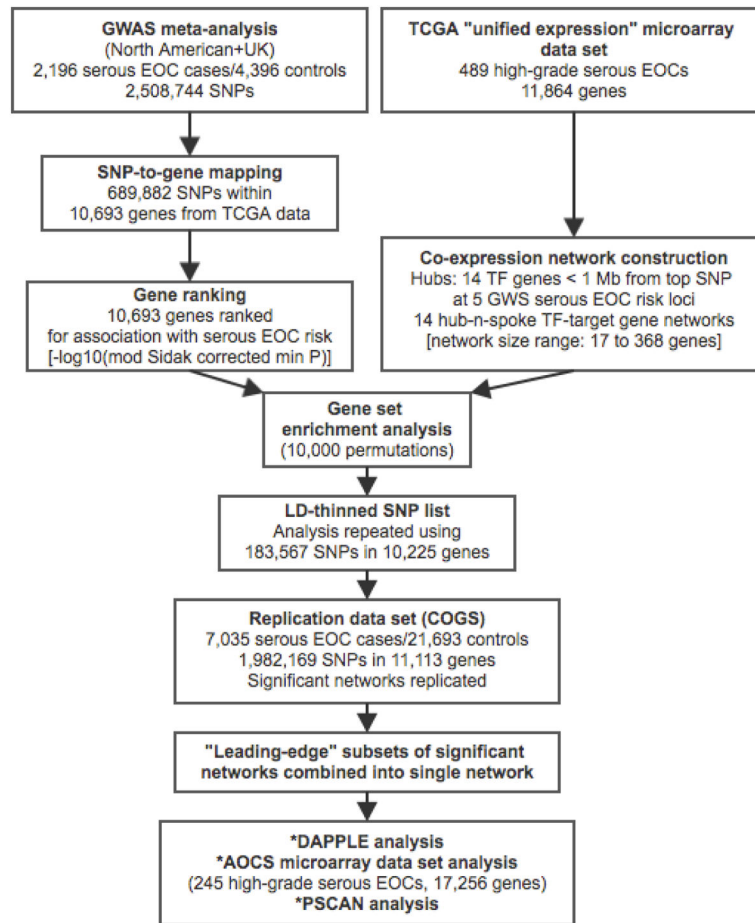 GWAS meta-analysis
(North American+UK)
2,196 serous EOC cases/4,396 controls
2,508,744 SNPs
TCGA "unified expression" microarray
data set
489 high-grade serous EOCs
11,864 genes
SNP-to-gene mapping
689,882 SNPs within
10,693 genes from TCGA data
Gene ranking
10,693 genes ranked
for association with serous EOC risk
[-log10(mod Sidak corrected min P)]
Co-expression network construction
Hubs: 14 TF genes < 1 Mb from top SNP
at 5 GWS serous EOC risk loci
14 hub-n-spoke TF-target gene networks
[network size range: 17 to 368 genes]
Gene set
enrichment analysis
(10,000 permutations)
LD-thinned SNP list
Analysis repeated using
183,567 SNPs in 10,225 genes
Replication data set (COGS)
7,035 serous EOC cases/21,693 controls
1,982,169 SNPs in 11,113 genes
Significant networks replicated
"Leading-edge" subsets of significant
networks combined into single network
*DAPPLE analysis
*AOCS microarray data set analysis
(245 high-grade serous EOCs, 17,256 genes)
*PSCAN analysis